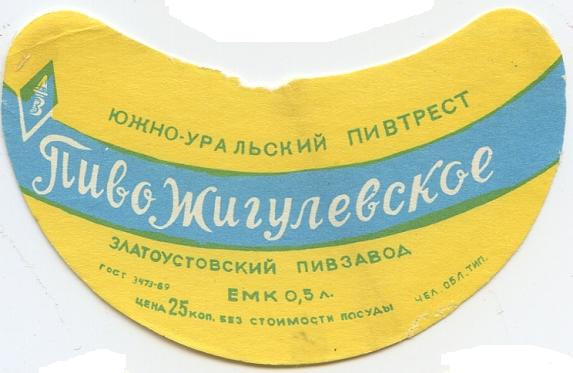 ЮЖНО-УРАЛЬСКИЙ ПИВТРЕСТ
Пиво Жигулевское
ЗЛАТОУСТОВСКИЙ ПИВЗАВОД
ГОСТ 3473-69
ЕМК 0,5 л.
ЦЕНА 25 КОП. БЕЗ СТОИМОСТИ ПОСУДЫ
ЧЕЛ. ОБЛ. ТИП.